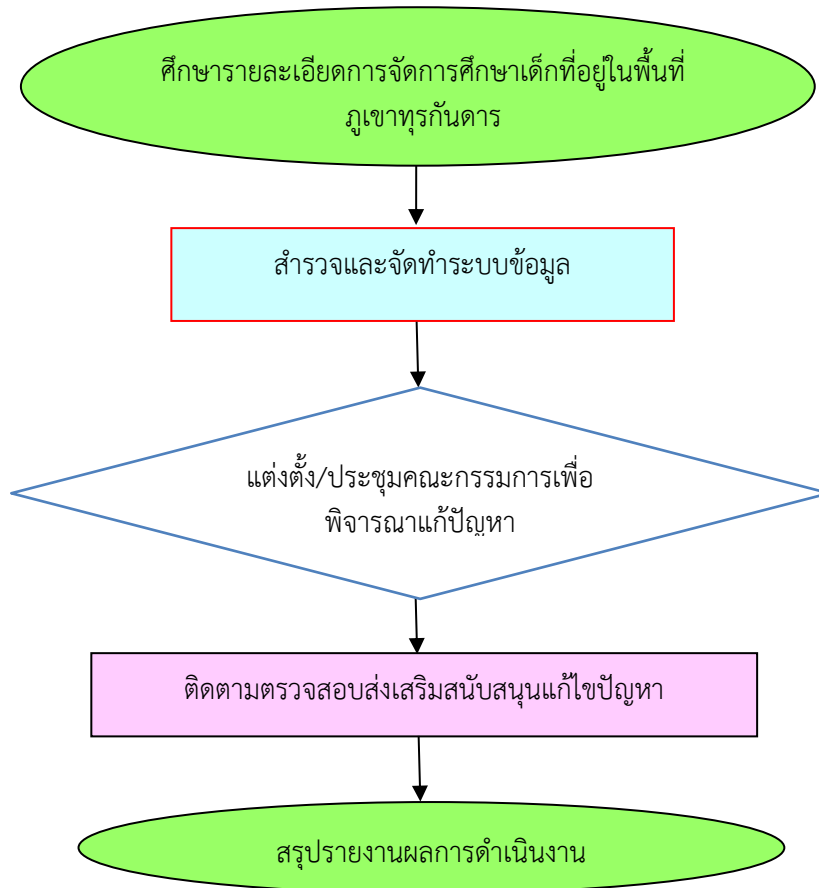 ศึกษารายละเอียดการจัดการศึกษาเด็กที่อยู่ในพื้นที่
ภูเขาทุรกันดาร
สำรวจและจัดทำระบบข้อมูล
แต่งตั้ง/ประชุมคณะกรรมการเพื่อ
พิจารณาแก้ปัญหา
ติดตามตรวจสอบส่งเสริมสนับสนุนแก้ไขปัญหา
สรุปรายงานผลการดำเนินงาน